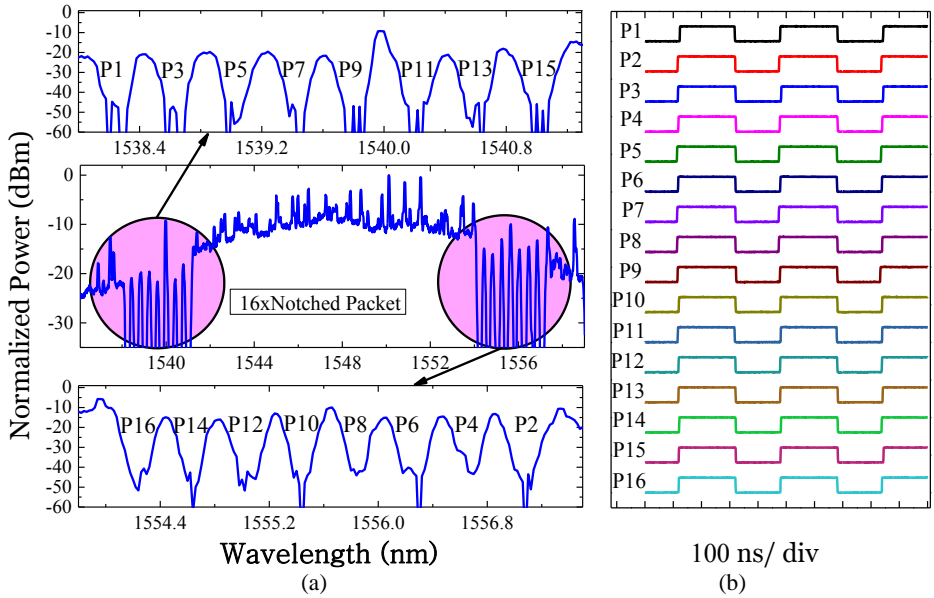 Normalized Power (dBm)
0
-10
-20
-30
-40
-50
-60
P1 P3 P5 P7 P9 P11 P13 P15
1538.4 1539.2 1540.0 1540.8
0
-10
-20
-30
16xNotched Packet
1540 1544 1548 1552 1556
0
-10
-20
-30
-40
-50
-60
P16 P14 P12 P10 P8 P6 P4 P2
1554.4 1555.2 1556.0 1556.8
Wavelength (nm)
(a)
P1
P2
P3
P4
P5
P6
P7
P8
P9
P10
P11
P12
P13
P14
P15
P16
100 ns/ div
(b)